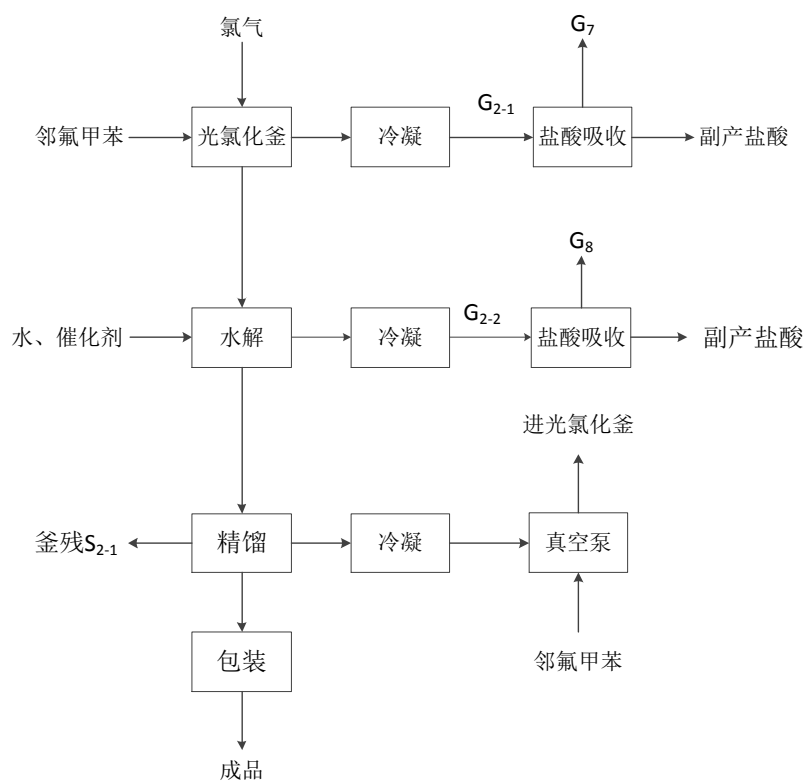 氯气
G7
邻氟甲苯
光氯化釜
冷凝
G2-1
盐酸吸收
副产盐酸
G8
水、催化剂
水解
冷凝
G2-2
盐酸吸收
副产盐酸
进光氯化釜
釜残S2-1
精馏
冷凝
真空泵
包装
邻氟甲苯
成品